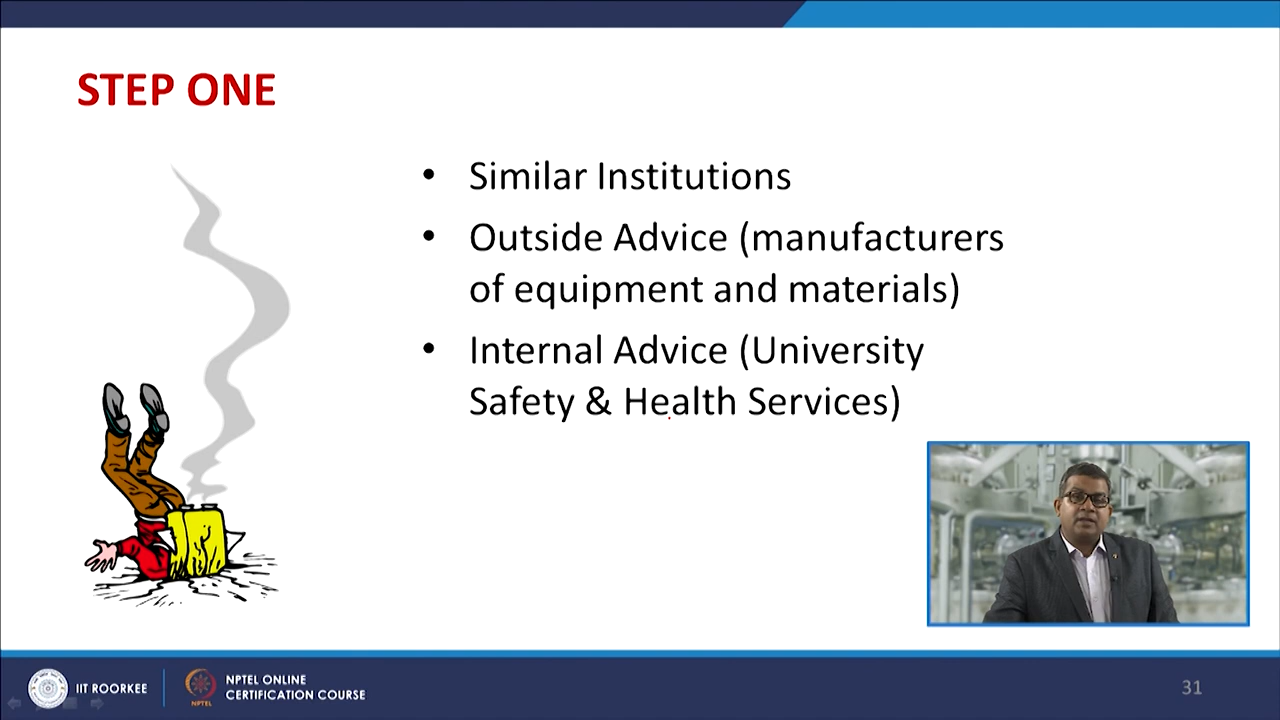 STEP ONE
• Similar Institutions
• Outside Advice (manufacturers
of equipment and materials)
• Internal Advice (University
Safety & Health Services)
IIT ROORKEE
NPTEL
NPTEL ONLINE
CERTIFICATION COURSE
31